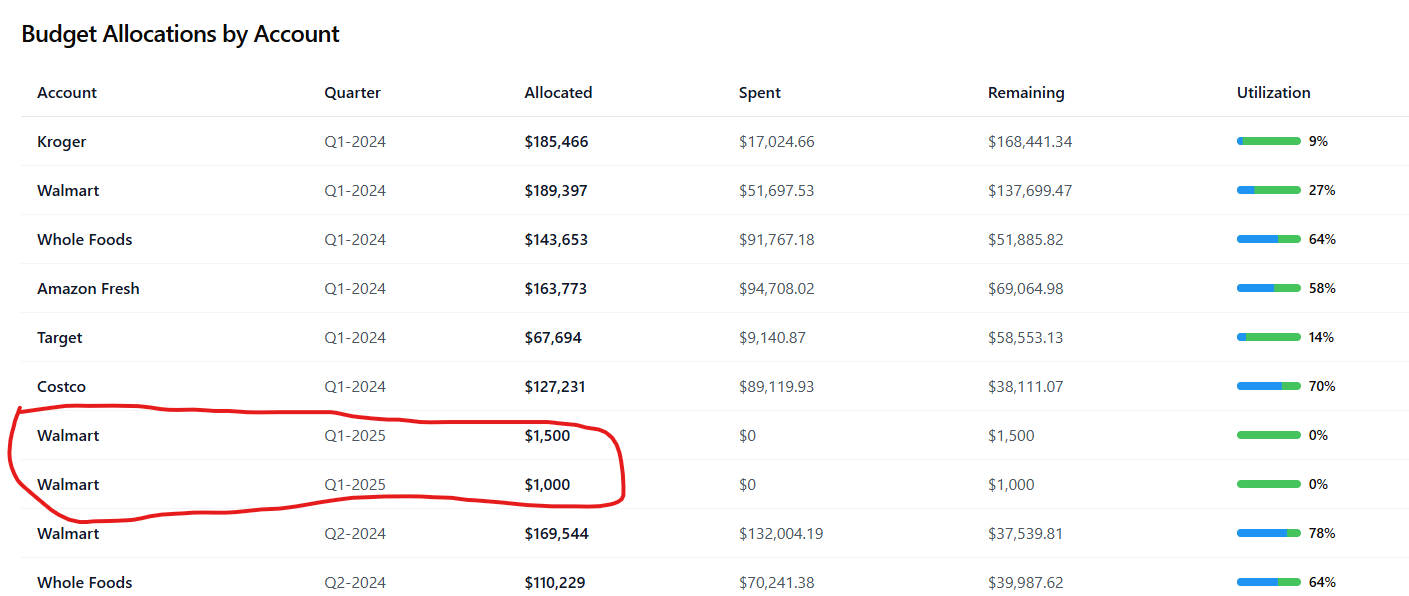 Budget Allocations by Account
Account Quarter Allocated Spent Remaining Utilization
Kroger Q1-2024 $185,466 $17,024.66 $168,441.34 9%
Walmart Q1-2024 $189,397 $51,697.53 $137,699.47 27%
Whole Foods Q1-2024 $143,653 $91,767.18 $51,885.82 64%
Amazon Fresh Q1-2024 $163,773 $94,708.02 $69,064.98 58%
Target Q1-2024 $67,694 $9,140.87 $58,553.13 14%
Costco Q1-2024 $127,231 $89,119.93 $38,111.07 70%
Walmart Q1-2025 $1,500 $0 $1,500 0%
Walmart Q1-2025 $1,000 $0 $1,000 0%
Walmart Q2-2024 $169,544 $132,004.19 $37,539.81 78%
Whole Foods Q2-2024 $110,229 $70,241.38 $39,987.62 64%